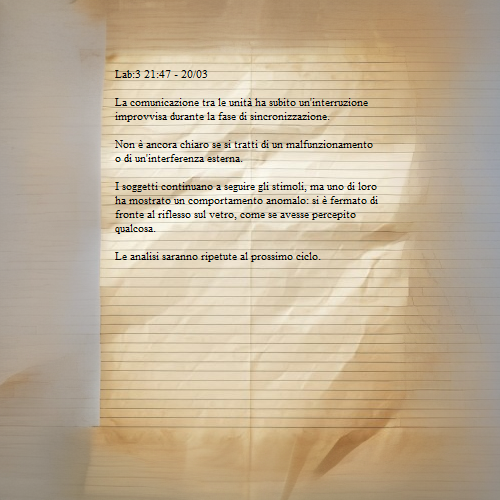 Lab:3 21:47 - 20/03
La comunicazione tra le unità ha subito un'interruzione
improvvisa durante la fase di sincronizzazione.
Non è ancora chiaro se si tratti di un malfunzionamento
o di un'interferenza esterna.
I soggetti continuano a seguire gli stimoli, ma uno di loro
ha mostrato un comportamento anomalo: si è fermato di
fronte al riflesso sul vetro, come se avesse percepito
qualcosa.
Le analisi saranno ripetute al prossimo ciclo.